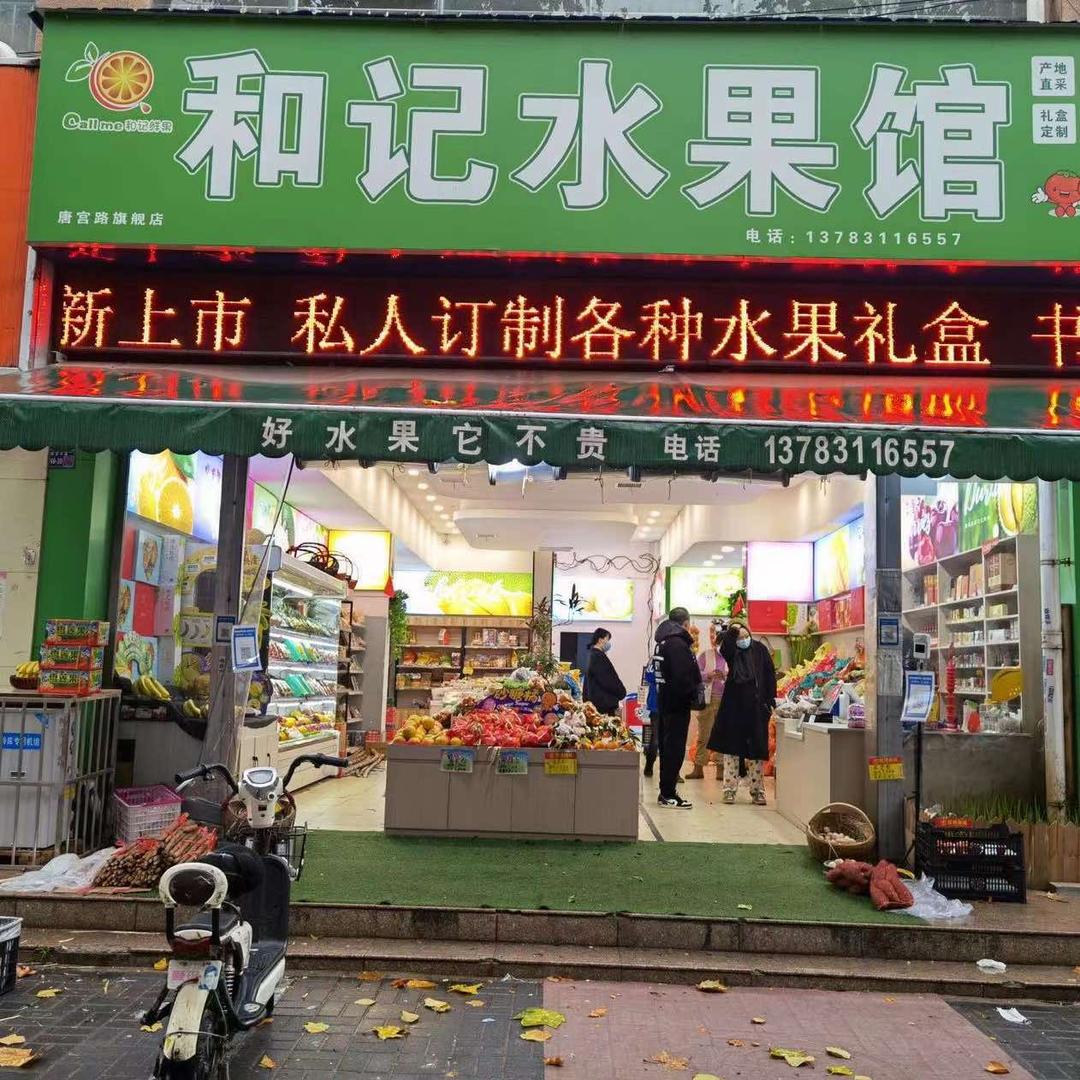 和记水果馆
产地
直采
礼盒
定制
Call me 和记鲜果
唐宫路旗舰店
电话：13783116557
新上市 私人订制各种水果礼盒 书
好水果它不贵 电话 13783116557